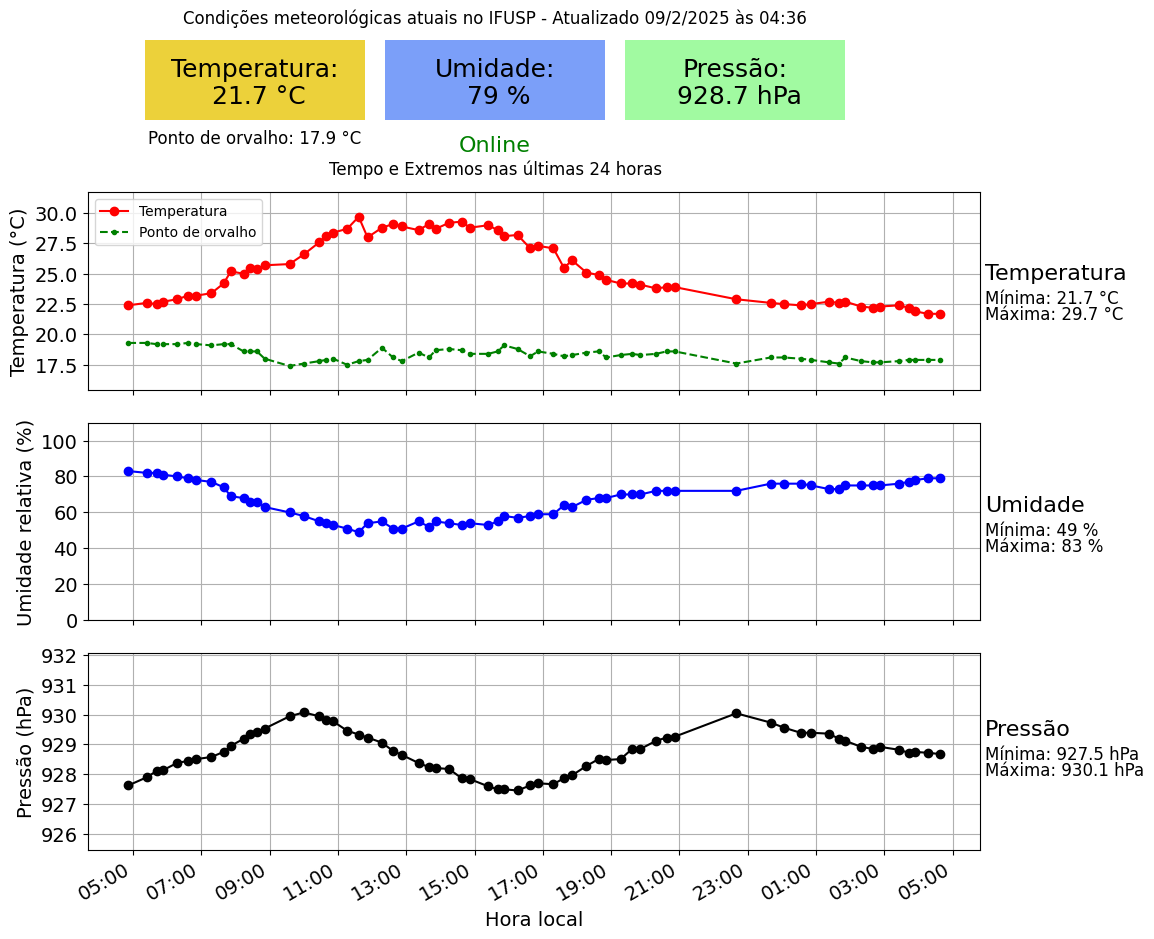 Condições meteorológicas atuais no IFUSP - Atualizado 09/2/2025 às 04:36
Temperatura:
21.7 °C
Umidade:
79 %
Pressão:
928.7 hPa
Ponto de orvalho: 17.9 °C
Online
Tempo e Extremos nas últimas 24 horas
Temperatura (°C)
30.0
27.5
25.0
22.5
20.0
17.5
Temperatura
Ponto de orvalho
Temperatura
Mínima: 21.7 °C
Máxima: 29.7 °C
Umidade relativa (%)
100
80
60
40
20
0
Umidade
Mínima: 49 %
Máxima: 83 %
Pressão (hPa)
932
931
930
929
928
927
926
Pressão
Mínima: 927.5 hPa
Máxima: 930.1 hPa
05:00 07:00 09:00 11:00 13:00 15:00 17:00 19:00 21:00 23:00 01:00 03:00 05:00
Hora local